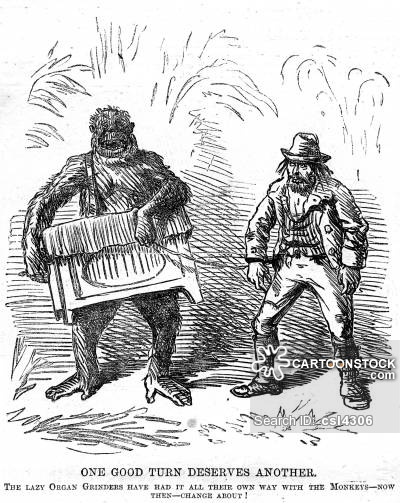 CARTOONSTOCK
.com
Search ID: csl4306
ONE GOOD TURN DESERVES ANOTHER.
THE LAZY ORGAN GRINDERS HAVE HAD IT ALL THEIR OWN WAY WITH THE MONKEYS—NOW
THEN—CHANGE ABOUT!